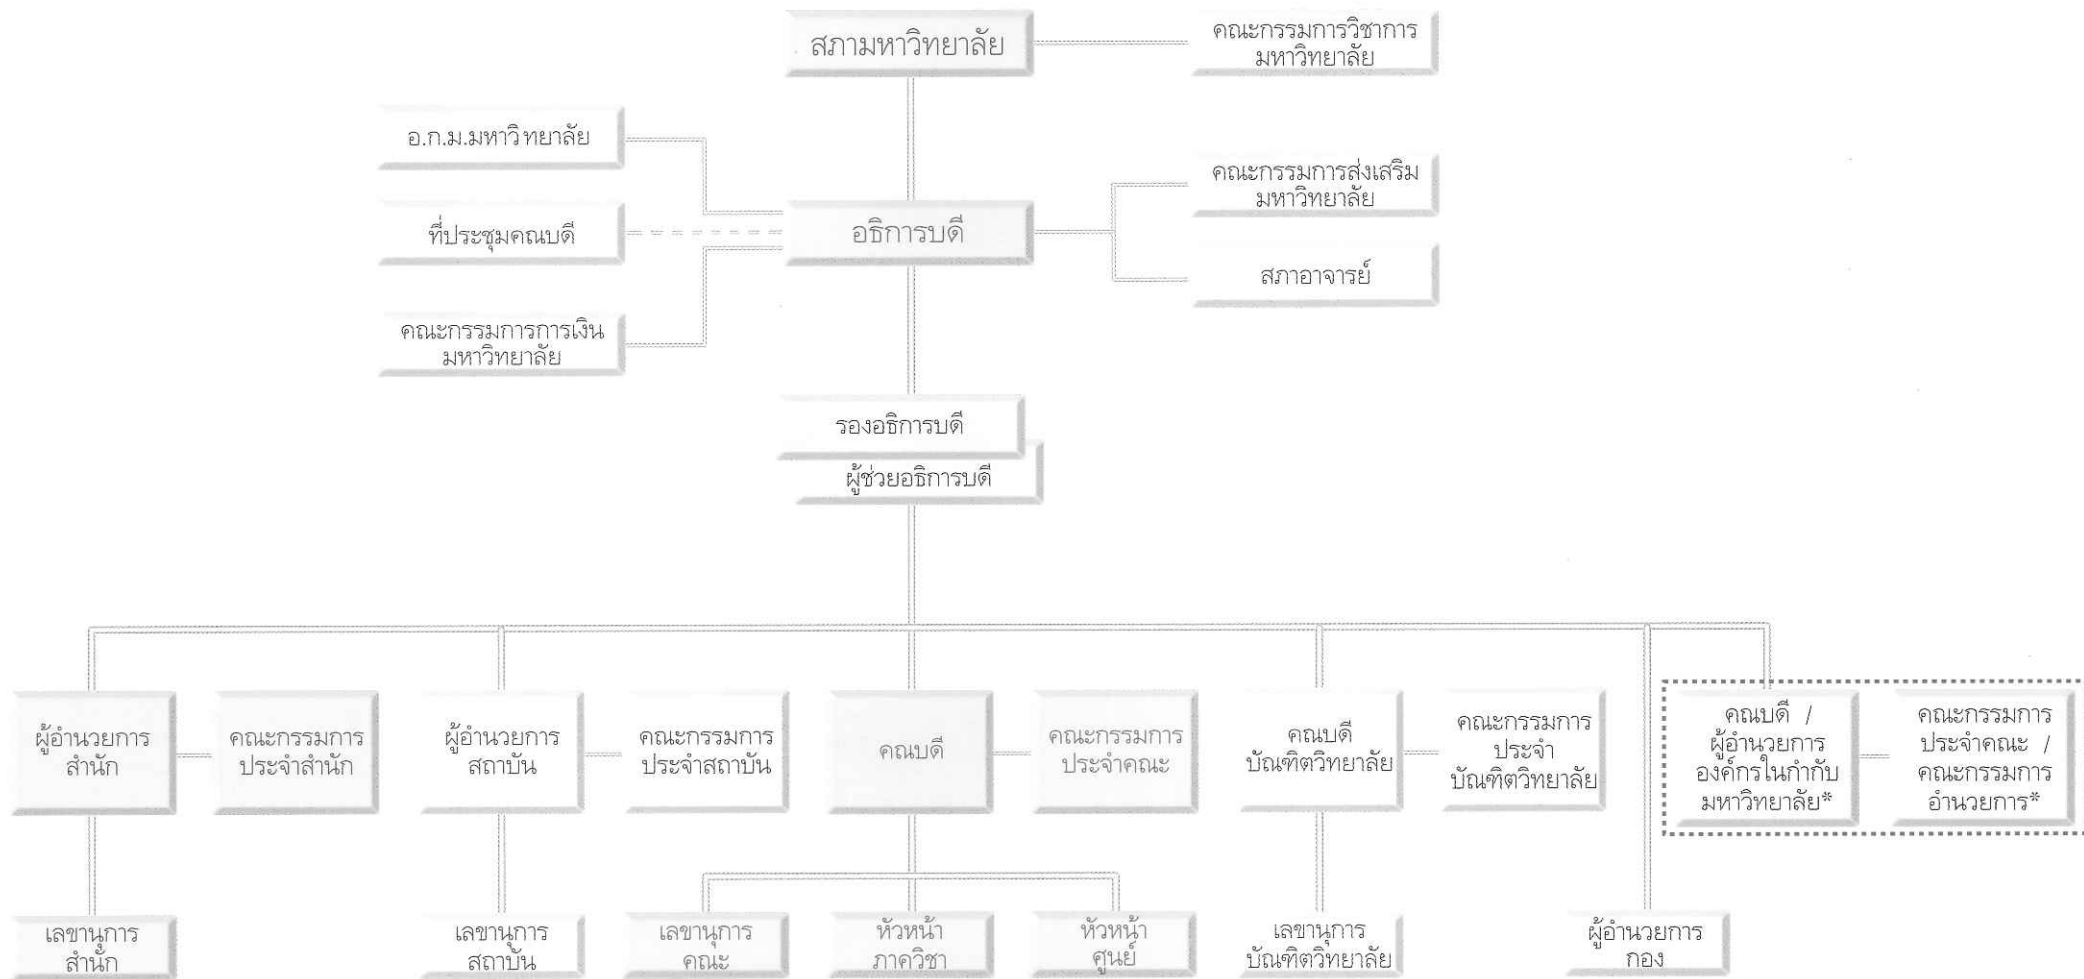 สภามหาวิทยาลัย
คณะกรรมการวิชาการ
มหาวิทยาลัย
อ.ก.ม.มหาวิทยาลัย
คณะกรรมการส่งเสริม
มหาวิทยาลัย
ที่ประชุมคณบดี
อธิการบดี
สภาอาจารย์
คณะกรรมการการเงิน
มหาวิทยาลัย
รองอธิการบดี
ผู้ช่วยอธิการบดี
ผู้อำนวยการ
สำนัก
คณะกรรมการ
ประจำสำนัก
ผู้อำนวยการ
สถาบัน
คณะกรรมการ
ประจำสถาบัน
คณบดี
คณะกรรมการ
ประจำคณะ
คณบดี
บัณฑิตวิทยาลัย
คณะกรรมการ
ประจำ
บัณฑิตวิทยาลัย
คณบดี /
ผู้อำนวยการ
องค์กรในกำกับ
มหาวิทยาลัย*
คณะกรรมการ
ประจำคณะ /
คณะกรรมการ
อำนวยการ*
เลขานุการ
สำนัก
เลขานุการ
สถาบัน
เลขานุการ
คณะ
หัวหน้า
ภาควิชา
หัวหน้า
ศูนย์
เลขานุการ
บัณฑิตวิทยาลัย
ผู้อำนวยการ
กอง